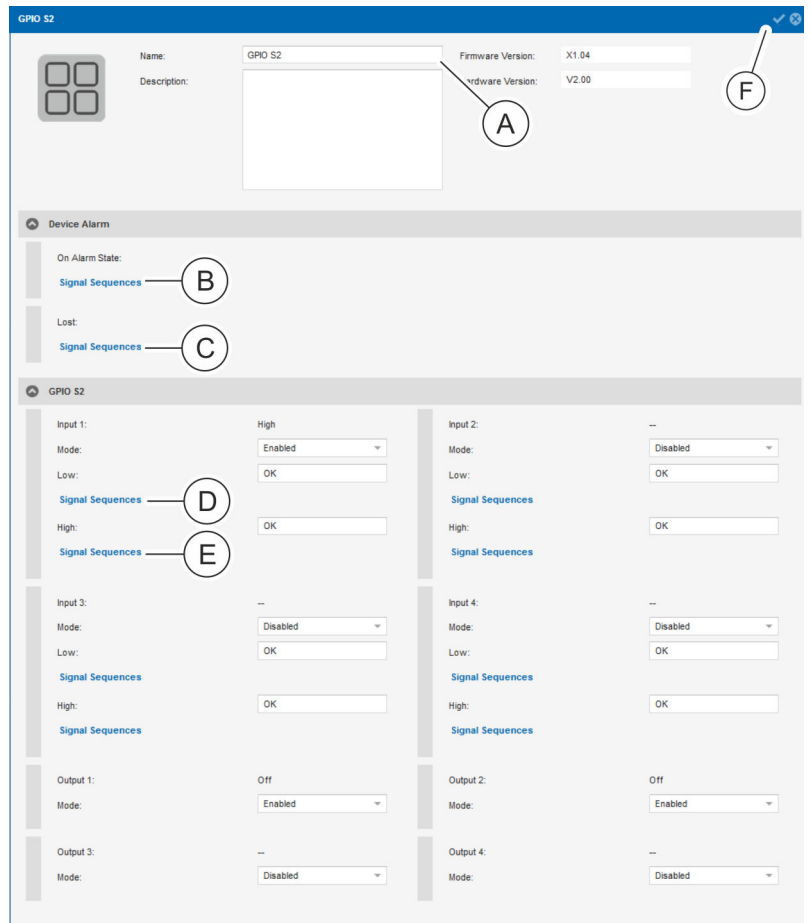 GPIO S2
Name: GPIO S2 Firmware Version: X1.04
Description: ardware Version: V2.00
F
A
Device Alarm
On Alarm State:
Signal Sequences B
Lost:
Signal Sequences C
GPIO S2
Input 1: High Input 2: --
Mode: Enabled Mode: Disabled
Low: OK Low: OK
Signal Sequences D Signal Sequences
High: OK High: OK
Signal Sequences E Signal Sequences
Input 3: -- Input 4: --
Mode: Disabled Mode: Disabled
Low: OK Low: OK
Signal Sequences Signal Sequences
High: OK High: OK
Signal Sequences Signal Sequences
Output 1: Off Output 2: Off
Mode: Enabled Mode: Enabled
Output 3: -- Output 4: --
Mode: Disabled Mode: Disabled